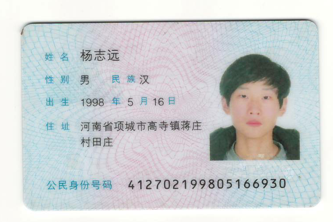 姓名 杨志远
性别 男 民族 汉
出生 1998 年 5 月 16 日
住址 河南省项城市高寺镇蒋庄
村田庄
公民身份号码 412702199805166930